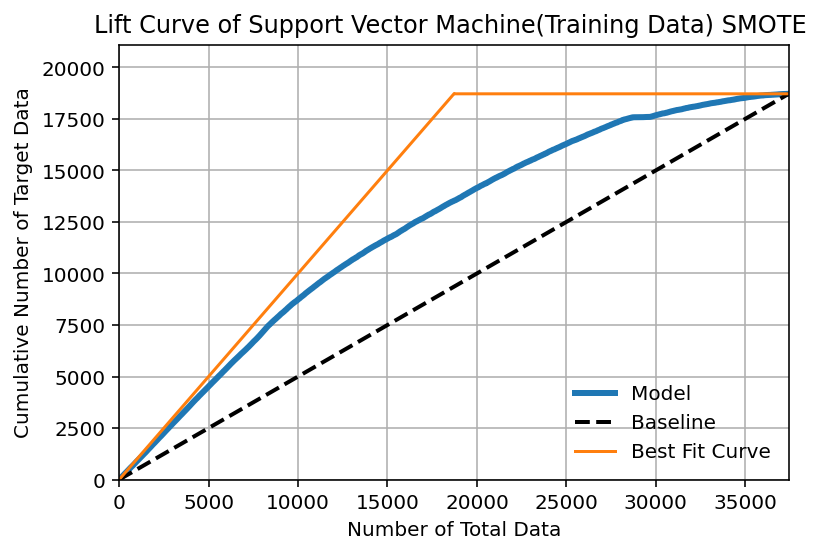 Lift Curve of Support Vector Machine(Training Data) SMOTE
Cumulative Number of Target Data
20000
17500
15000
12500
10000
7500
5000
2500
0
Model
Baseline
Best Fit Curve
0 5000 10000 15000 20000 25000 30000 35000
Number of Total Data